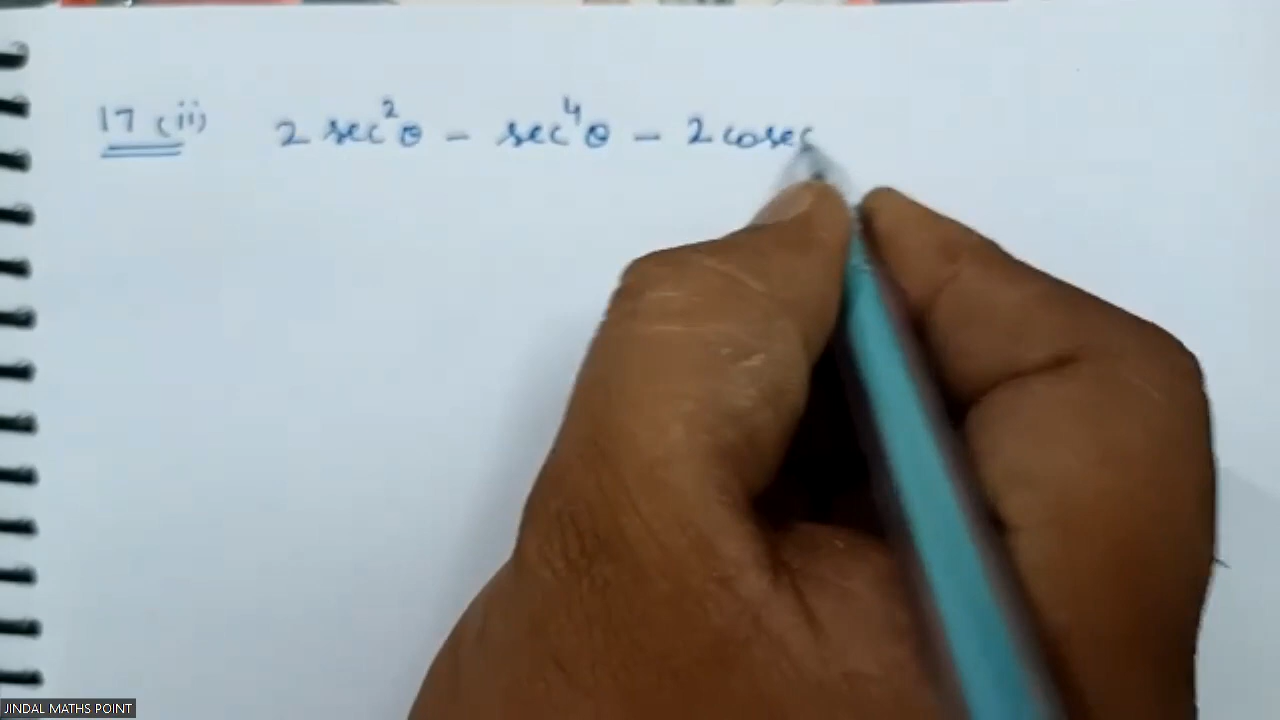 17 (ii) 2 sec²θ − sec⁴θ − 2 cosec
JINDAL MATHS POINT